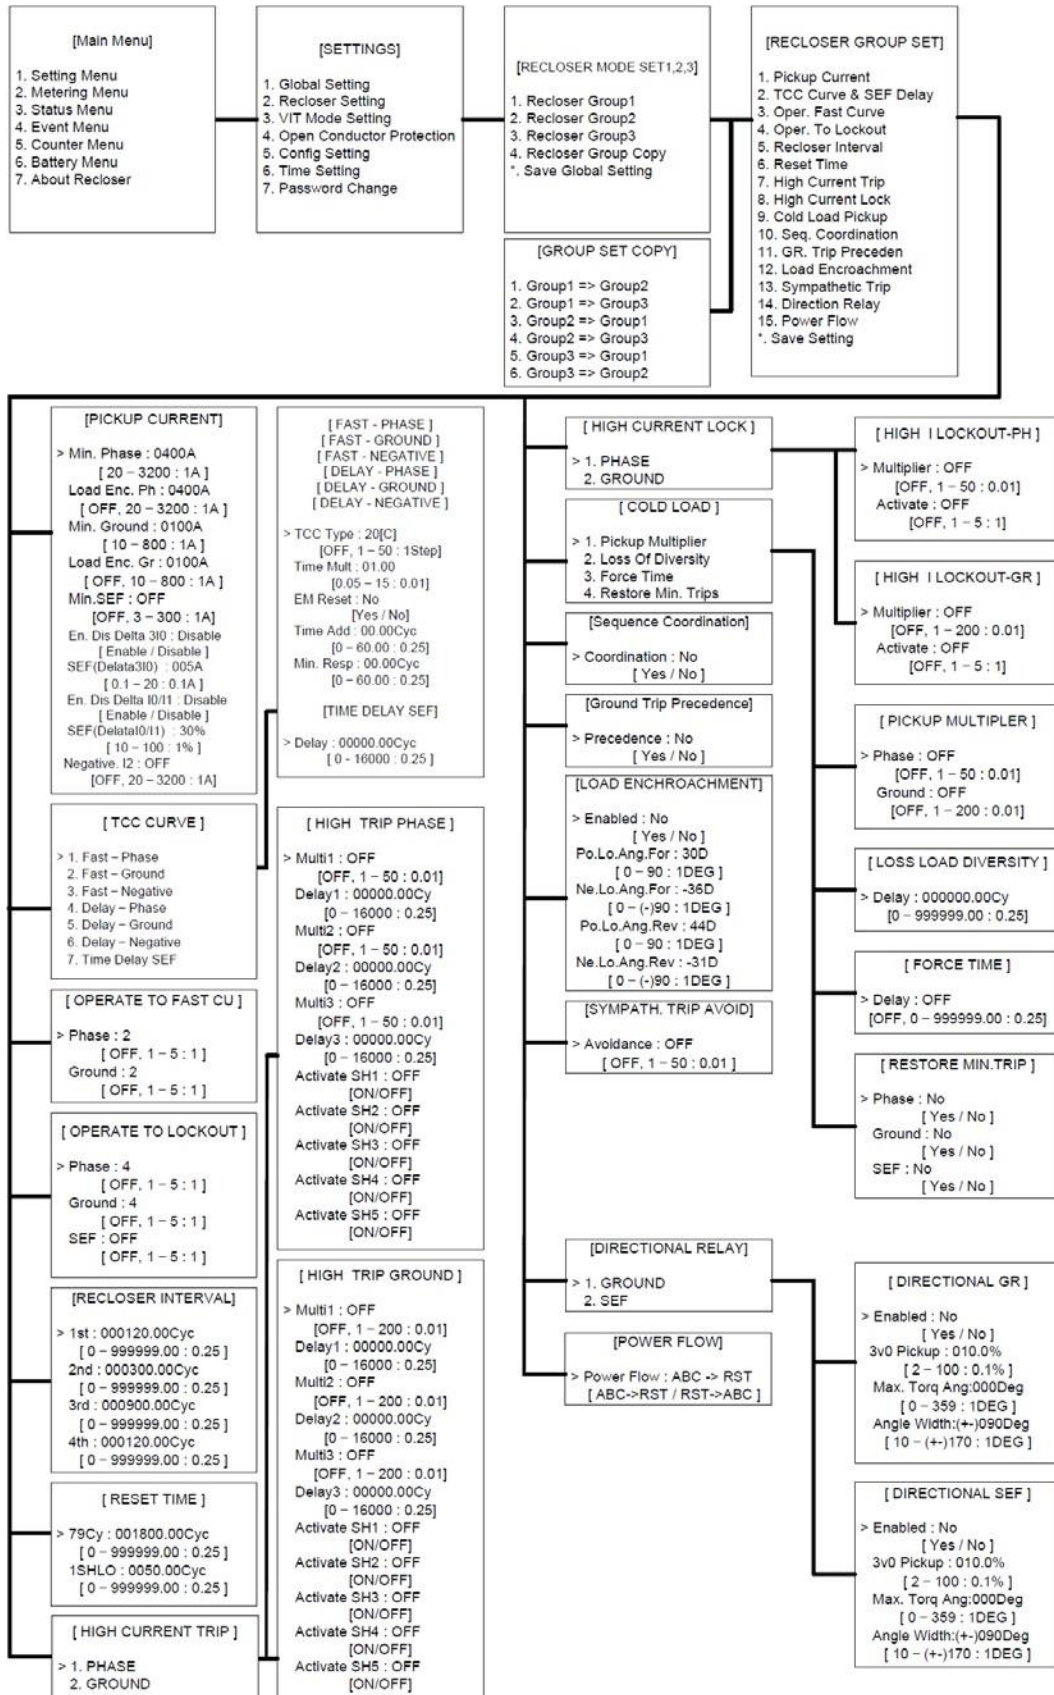 [Main Menu]
1. Setting Menu
2. Metering Menu
3. Status Menu
4. Event Menu
5. Counter Menu
6. Battery Menu
7. About Recloser
[SETTINGS]
1. Global Setting
2. Recloser Setting
3. VIT Mode Setting
4. Open Conductor Protection
5. Config Setting
6. Time Setting
7. Password Change
[RECLOSER MODE SET1,2,3]
1. Recloser Group1
2. Recloser Group2
3. Recloser Group3
4. Recloser Group Copy
*. Save Global Setting
[GROUP SET COPY]
1. Group1 => Group2
2. Group1 => Group3
3. Group2 => Group1
4. Group2 => Group3
5. Group3 => Group1
6. Group3 => Group2
[RECLOSER GROUP SET]
1. Pickup Current
2. TCC Curve & SEF Delay
3. Oper. Fast Curve
4. Oper. To Lockout
5. Recloser Interval
6. Reset Time
7. High Current Trip
8. High Current Lock
9. Cold Load Pickup
10. Seq. Coordination
11. GR. Trip Preceden
12. Load Encroachment
13. Sympathetic Trip
14. Direction Relay
15. Power Flow
*. Save Setting
[PICKUP CURRENT]
> Min. Phase : 0400A
[ 20 – 3200 : 1A ]
Load Enc. Ph : 0400A
[ OFF, 20 – 3200 : 1A ]
Min. Ground : 0100A
[ 10 – 800 : 1A ]
Load Enc. Gr : 0100A
[ OFF, 10 – 800 : 1A ]
Min.SEF : OFF
[OFF, 3 – 300 : 1A]
En. Dis Delta 3I0 : Disable
[ Enable / Disable ]
SEF(Delata3I0) : 005A
[ 0.1 – 20 : 0.1A ]
En. Dis Delta I0/I1 : Disable
[ Enable / Disable ]
SEF(DelataI0/I1) : 30%
[ 10 – 100 : 1% ]
Negative. I2 : OFF
[OFF, 20 – 3200 : 1A]
[ TCC CURVE ]
> 1. Fast – Phase
2. Fast – Ground
3. Fast – Negative
4. Delay – Phase
5. Delay – Ground
6. Delay – Negative
7. Time Delay SEF
[ OPERATE TO FAST CU ]
> Phase : 2
[ OFF, 1 – 5 : 1 ]
Ground : 2
[ OFF, 1 – 5 : 1 ]
[ OPERATE TO LOCKOUT ]
> Phase : 4
[ OFF, 1 – 5 : 1 ]
Ground : 4
[ OFF, 1 – 5 : 1 ]
SEF : OFF
[ OFF, 1 – 5 : 1 ]
[RECLOSER INTERVAL]
> 1st : 000120.00Cyc
[ 0 – 999999.00 : 0.25 ]
2nd : 000300.00Cyc
[ 0 – 999999.00 : 0.25 ]
3rd : 000900.00Cyc
[ 0 – 999999.00 : 0.25 ]
4th : 000120.00Cyc
[ 0 – 999999.00 : 0.25 ]
[ RESET TIME ]
> 79Cy : 001800.00Cyc
[ 0 – 999999.00 : 0.25 ]
1SHLO : 0050.00Cyc
[ 0 – 999999.00 : 0.25 ]
[ HIGH CURRENT TRIP ]
> 1. PHASE
2. GROUND
[ FAST - PHASE ]
[ FAST - GROUND ]
[ FAST - NEGATIVE ]
[ DELAY - PHASE ]
[ DELAY - GROUND ]
[ DELAY - NEGATIVE ]
> TCC Type : 20[C]
[OFF, 1 – 50 : 1Step]
Time Mult : 01.00
[0.05 – 15 : 0.01]
EM Reset : No
[Yes / No]
Time Add : 00.00Cyc
[ 0 – 60.00 : 0.25]
Min. Resp : 00.00Cyc
[ 0 – 60.00 : 0.25]
[TIME DELAY SEF]
> Delay : 00000.00Cyc
[ 0 - 16000 : 0.25 ]
[ HIGH TRIP PHASE ]
> Multi1 : OFF
[OFF, 1 – 50 : 0.01]
Delay1 : 00000.00Cy
[0 – 16000 : 0.25]
Multi2 : OFF
[OFF, 1 – 50 : 0.01]
Delay2 : 00000.00Cy
[0 – 16000 : 0.25]
Multi3 : OFF
[OFF, 1 – 50 : 0.01]
Delay3 : 00000.00Cy
[0 – 16000 : 0.25]
Activate SH1 : OFF
[ON/OFF]
Activate SH2 : OFF
[ON/OFF]
Activate SH3 : OFF
[ON/OFF]
Activate SH4 : OFF
[ON/OFF]
Activate SH5 : OFF
[ON/OFF]
[ HIGH TRIP GROUND ]
> Multi1 : OFF
[OFF, 1 – 200 : 0.01]
Delay1 : 00000.00Cy
[0 – 16000 : 0.25]
Multi2 : OFF
[OFF, 1 – 200 : 0.01]
Delay2 : 00000.00Cy
[0 – 16000 : 0.25]
Multi3 : OFF
[OFF, 1 – 200 : 0.01]
Delay3 : 00000.00Cy
[0 – 16000 : 0.25]
Activate SH1 : OFF
[ON/OFF]
Activate SH2 : OFF
[ON/OFF]
Activate SH3 : OFF
[ON/OFF]
Activate SH4 : OFF
[ON/OFF]
Activate SH5 : OFF
[ON/OFF]
[ HIGH CURRENT LOCK ]
> 1. PHASE
2. GROUND
[ COLD LOAD ]
> 1. Pickup Multiplier
2. Loss Of Diversity
3. Force Time
4. Restore Min. Trips
[Sequence Coordination]
> Coordination : No
[ Yes / No ]
[Ground Trip Precedence]
> Precedence : No
[ Yes / No ]
[LOAD ENCHROACHMENT]
> Enabled : No
[ Yes / No ]
Po.Lo.Ang.For : 30D
[ 0 – 90 : 1DEG ]
Ne.Lo.Ang.For : -36D
[ 0 – (-)90 : 1DEG ]
Po.Lo.Ang.Rev : 44D
[ 0 – 90 : 1DEG ]
Ne.Lo.Ang.Rev : -31D
[ 0 – (-)90 : 1DEG ]
[SYMPATH. TRIP AVOID]
> Avoidance : OFF
[ OFF, 1 – 50 : 0.01 ]
[DIRECTIONAL RELAY]
> 1. GROUND
2. SEF
[POWER FLOW]
> Power Flow : ABC -> RST
[ ABC->RST / RST->ABC ]
[ HIGH I LOCKOUT-PH ]
> Multiplier : OFF
[OFF, 1 – 50 : 0.01]
Activate : OFF
[OFF, 1 – 5 : 1]
[ HIGH I LOCKOUT-GR ]
> Multiplier : OFF
[OFF, 1 – 200 : 0.01]
Activate : OFF
[OFF, 1 – 5 : 1]
[ PICKUP MULTIPLER ]
> Phase : OFF
[OFF, 1 – 50 : 0.01]
Ground : OFF
[OFF, 1 – 200 : 0.01]
[ LOSS LOAD DIVERSITY ]
> Delay : 000000.00Cy
[0 – 999999.00 : 0.25]
[ FORCE TIME ]
> Delay : OFF
[OFF, 0 – 999999.00 : 0.25]
[ RESTORE MIN.TRIP ]
> Phase : No
[ Yes / No ]
Ground : No
[ Yes / No ]
SEF : No
[ Yes / No ]
[ DIRECTIONAL GR ]
> Enabled : No
[ Yes / No ]
3v0 Pickup : 010.0%
[ 2 – 100 : 0.1% ]
Max. Torq Ang:000Deg
[ 0 – 359 : 1DEG ]
Angle Width:(+-)090Deg
[ 10 – (+-)170 : 1DEG ]
[ DIRECTIONAL SEF ]
> Enabled : No
[ Yes / No ]
3v0 Pickup : 010.0%
[ 2 – 100 : 0.1% ]
Max. Torq Ang:000Deg
[ 0 – 359 : 1DEG ]
Angle Width:(+-)090Deg
[ 10 – (+-)170 : 1DEG ]